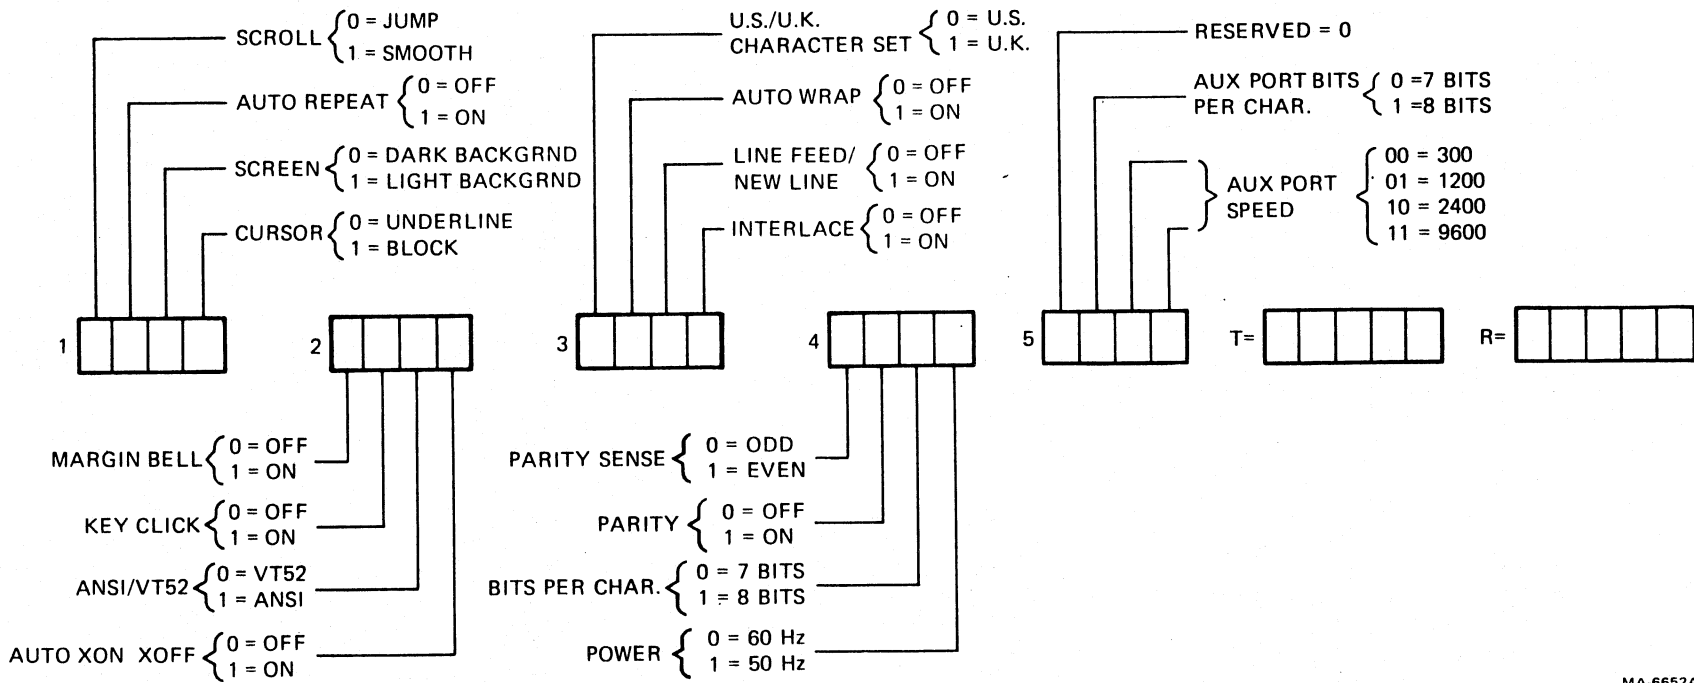 SCROLL
0 = JUMP
1 = SMOOTH
AUTO REPEAT
0 = OFF
1 = ON
SCREEN
0 = DARK BACKGRND
1 = LIGHT BACKGRND
CURSOR
0 = UNDERLINE
1 = BLOCK
U.S./U.K.
CHARACTER SET
0 = U.S.
1 = U.K.
AUTO WRAP
0 = OFF
1 = ON
LINE FEED/
NEW LINE
0 = OFF
1 = ON
INTERLACE
0 = OFF
1 = ON
RESERVED = 0
AUX PORT BITS
PER CHAR.
0 =7 BITS
1 =8 BITS
AUX PORT
SPEED
00 = 300
01 = 1200
10 = 2400
11 = 9600
1
2
3
4
5
T=
R=
MARGIN BELL
0 = OFF
1 = ON
KEY CLICK
0 = OFF
1 = ON
ANSI/VT52
0 = VT52
1 = ANSI
AUTO XON XOFF
0 = OFF
1 = ON
PARITY SENSE
0 = ODD
1 = EVEN
PARITY
0 = OFF
1 = ON
BITS PER CHAR.
0 = 7 BITS
1 = 8 BITS
POWER
0 = 60 Hz
1 = 50 Hz